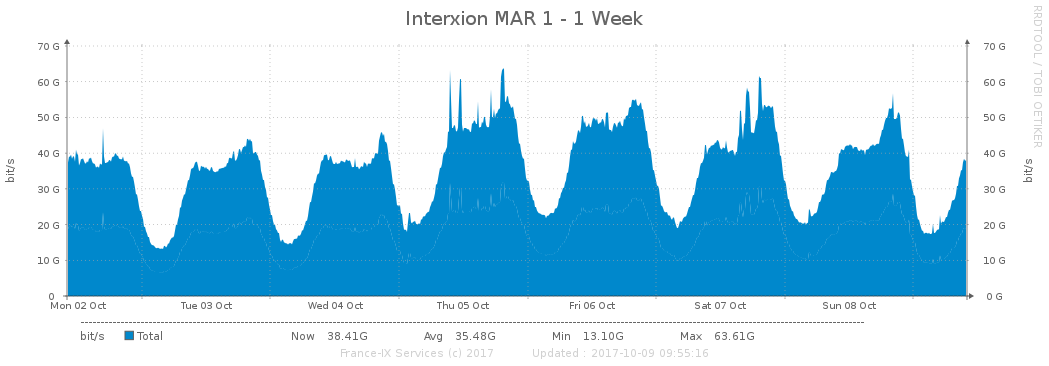 Interxion MAR 1 - 1 Week
RRDTOOL / TOBI OETIKER
70 G 70 G
60 G 60 G
50 G 50 G
40 G 40 G
30 G 30 G
20 G 20 G
10 G 10 G
0 0 G
bit/s bit/s
Mon 02 Oct Tue 03 Oct Wed 04 Oct Thu 05 Oct Fri 06 Oct Sat 07 Oct Sun 08 Oct
bit/s Total Now 38.41G Avg 35.48G Min 13.10G Max 63.61G
France-IX Services (c) 2017 Updated : 2017-10-09 09:55:16